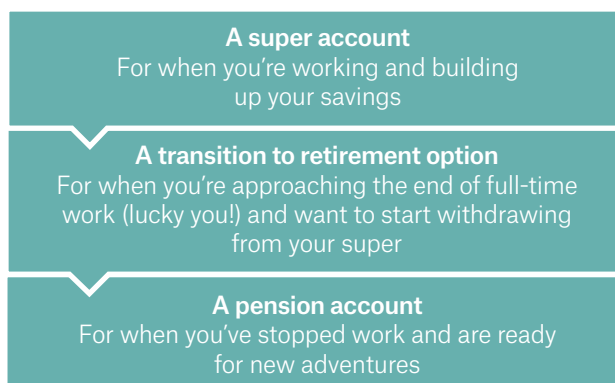 A super account
For when you're working and building
up your savings
A transition to retirement option
For when you're approaching the end of full-time
work (lucky you!) and want to start withdrawing
from your super
A pension account
For when you've stopped work and are ready
for new adventures